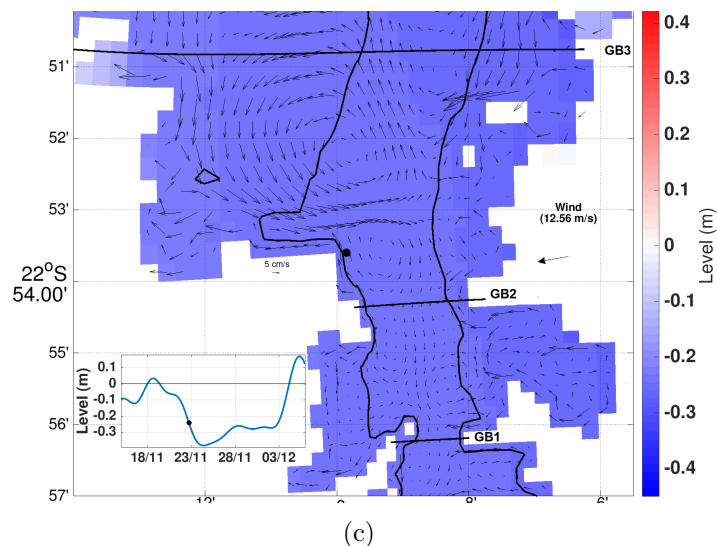 GB3
51'
52'
53'
22°S
54.00'
55'
56'
57'
Wind
(12.56 m/s)
5 cm/s
GB2
GB1
Level (m)
0.1
0
-0.1
-0.2
-0.3
18/11
23/11
28/11
03/12
8'
6'
0.4
0.3
0.2
0.1
0
-0.1
-0.2
-0.3
-0.4
Level (m)
(c)